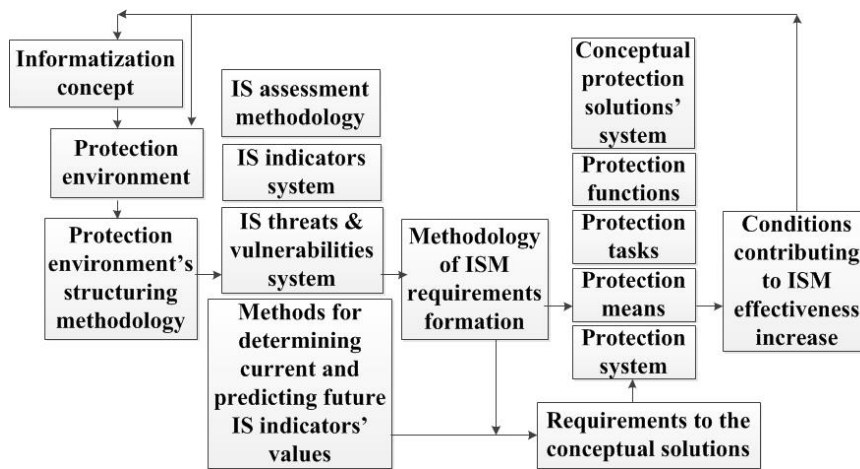 Informatization
concept
Protection
environment
Protection
environment's
structuring
methodology
IS assessment
methodology
IS indicators
system
IS threats &
vulnerabilities
system
Methods for
determining
current and
predicting future
IS indicators'
values
Methodology
of ISM
requirements
formation
Conceptual
protection
solutions'
system
Protection
functions
Protection
tasks
Protection
means
Protection
system
Requirements to the
conceptual solutions
Conditions
contributing
to ISM
effectiveness
increase